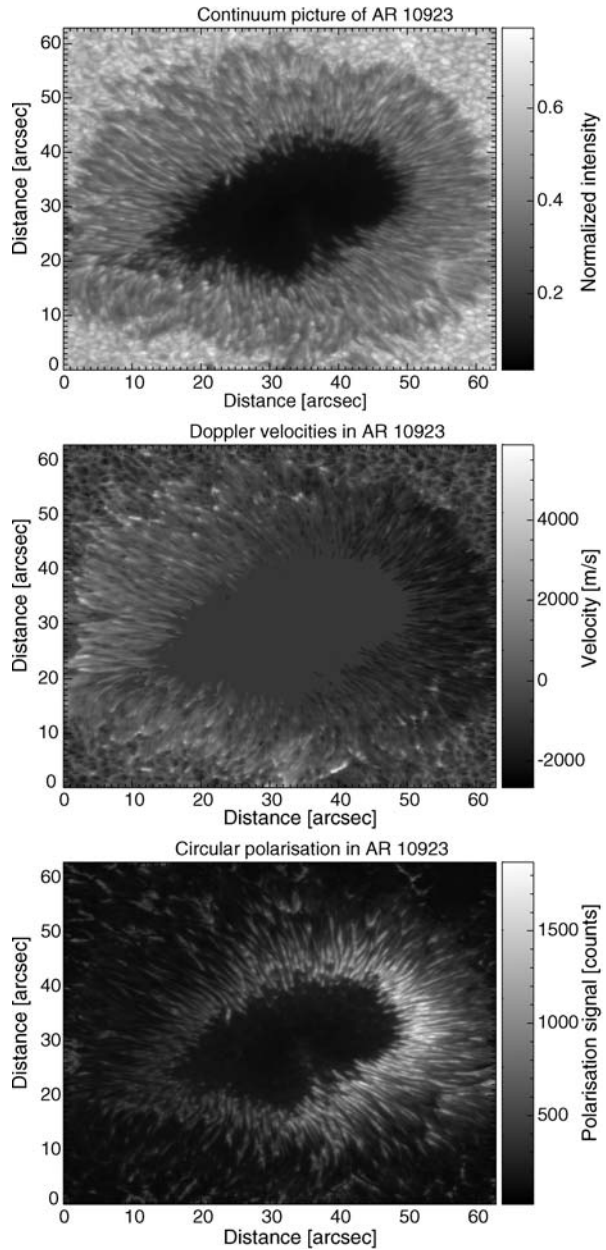 Continuum picture of AR 10923
60
50
40
30
20
10
0
Distance [arcsec]
0 10 20 30 40 50 60
Distance [arcsec]
0.6
0.4
0.2
Normalized intensity
Doppler velocities in AR 10923
60
50
40
30
20
10
0
Distance [arcsec]
0 10 20 30 40 50 60
Distance [arcsec]
4000
2000
0
-2000
Velocity [m/s]
Circular polarisation in AR 10923
60
50
40
30
20
10
0
Distance [arcsec]
0 10 20 30 40 50 60
Distance [arcsec]
1500
1000
500
Polarisation signal [counts]